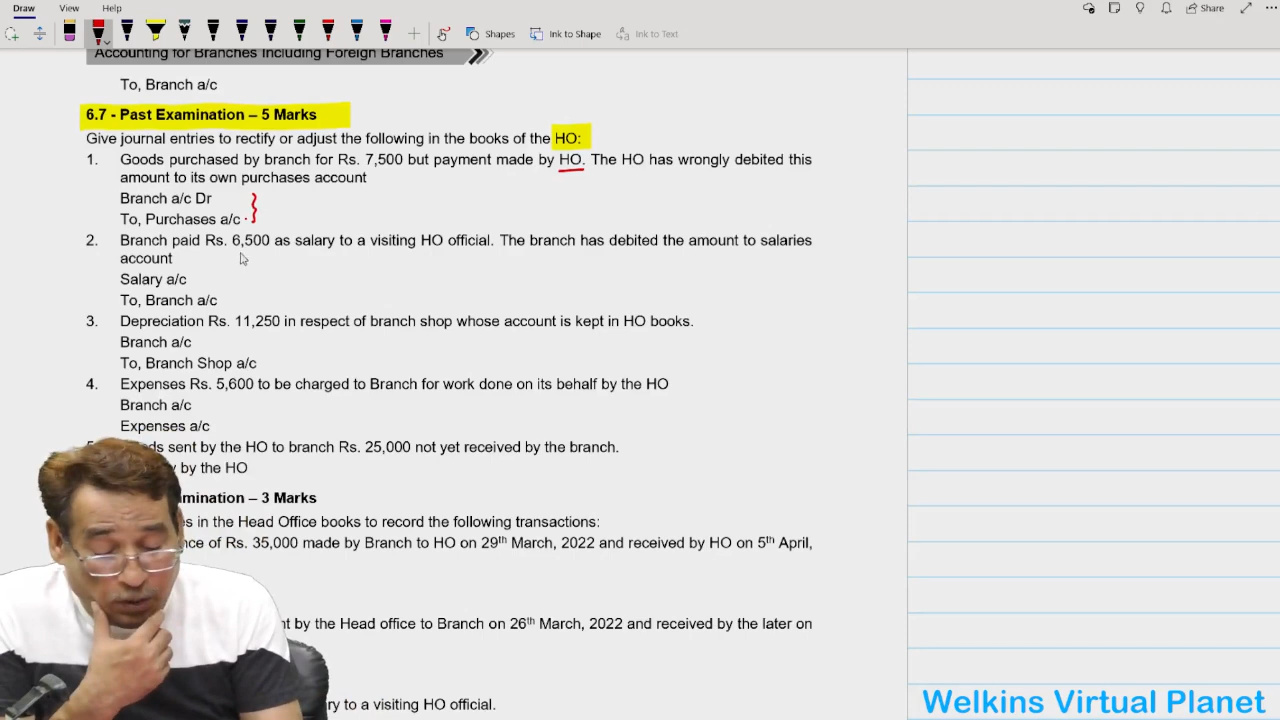 Draw View Help
Share
Shapes Ink to Shape Ink to Text
Accounting for Branches Including Foreign Branches
To, Branch a/c
6.7 - Past Examination – 5 Marks
Give journal entries to rectify or adjust the following in the books of the HO:
1. Goods purchased by branch for Rs. 7,500 but payment made by HO. The HO has wrongly debited this
amount to its own purchases account
Branch a/c Dr
To, Purchases a/c
2. Branch paid Rs. 6,500 as salary to a visiting HO official. The branch has debited the amount to salaries
account
Salary a/c
To, Branch a/c
3. Depreciation Rs. 11,250 in respect of branch shop whose account is kept in HO books.
Branch a/c
To, Branch Shop a/c
4. Expenses Rs. 5,600 to be charged to Branch for work done on its behalf by the HO
Branch a/c
Expenses a/c
sent by the HO to branch Rs. 25,000 not yet received by the branch.
by the HO
– 3 Marks
in the Head Office books to record the following transactions:
of Rs. 35,000 made by Branch to HO on 29th March, 2022 and received by HO on 5th April,
by the Head office to Branch on 26th March, 2022 and received by the later on
to a visiting HO official.
Welkins Virtual Planet